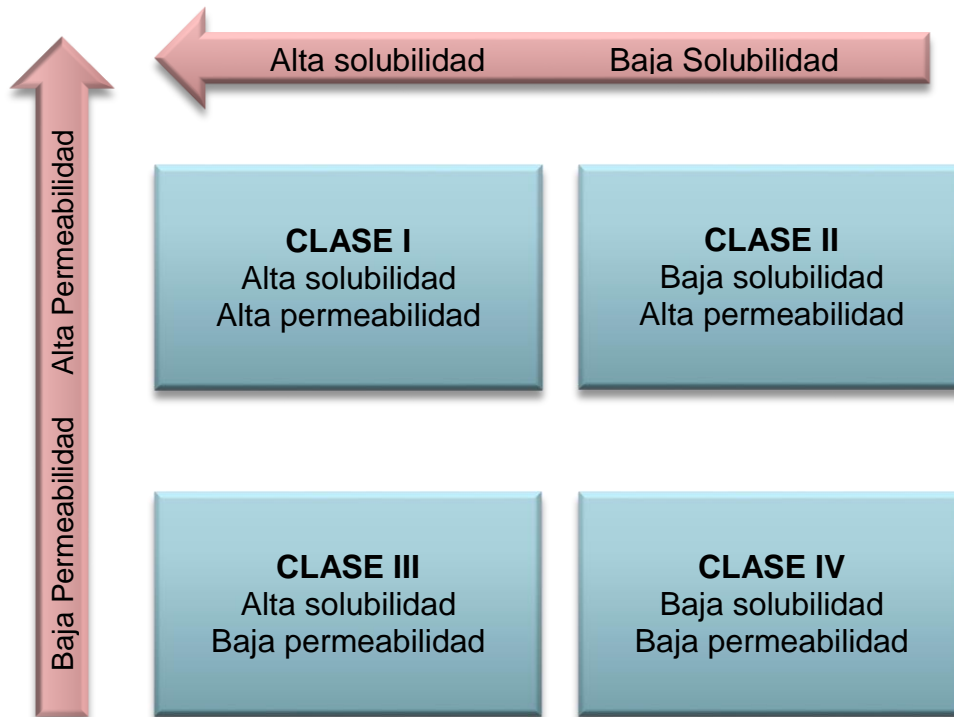 Alta solubilidad Baja Solubilidad
Alta Permeabilidad
Baja Permeabilidad
CLASE I
Alta solubilidad
Alta permeabilidad
CLASE II
Baja solubilidad
Alta permeabilidad
CLASE III
Alta solubilidad
Baja permeabilidad
CLASE IV
Baja solubilidad
Baja permeabilidad